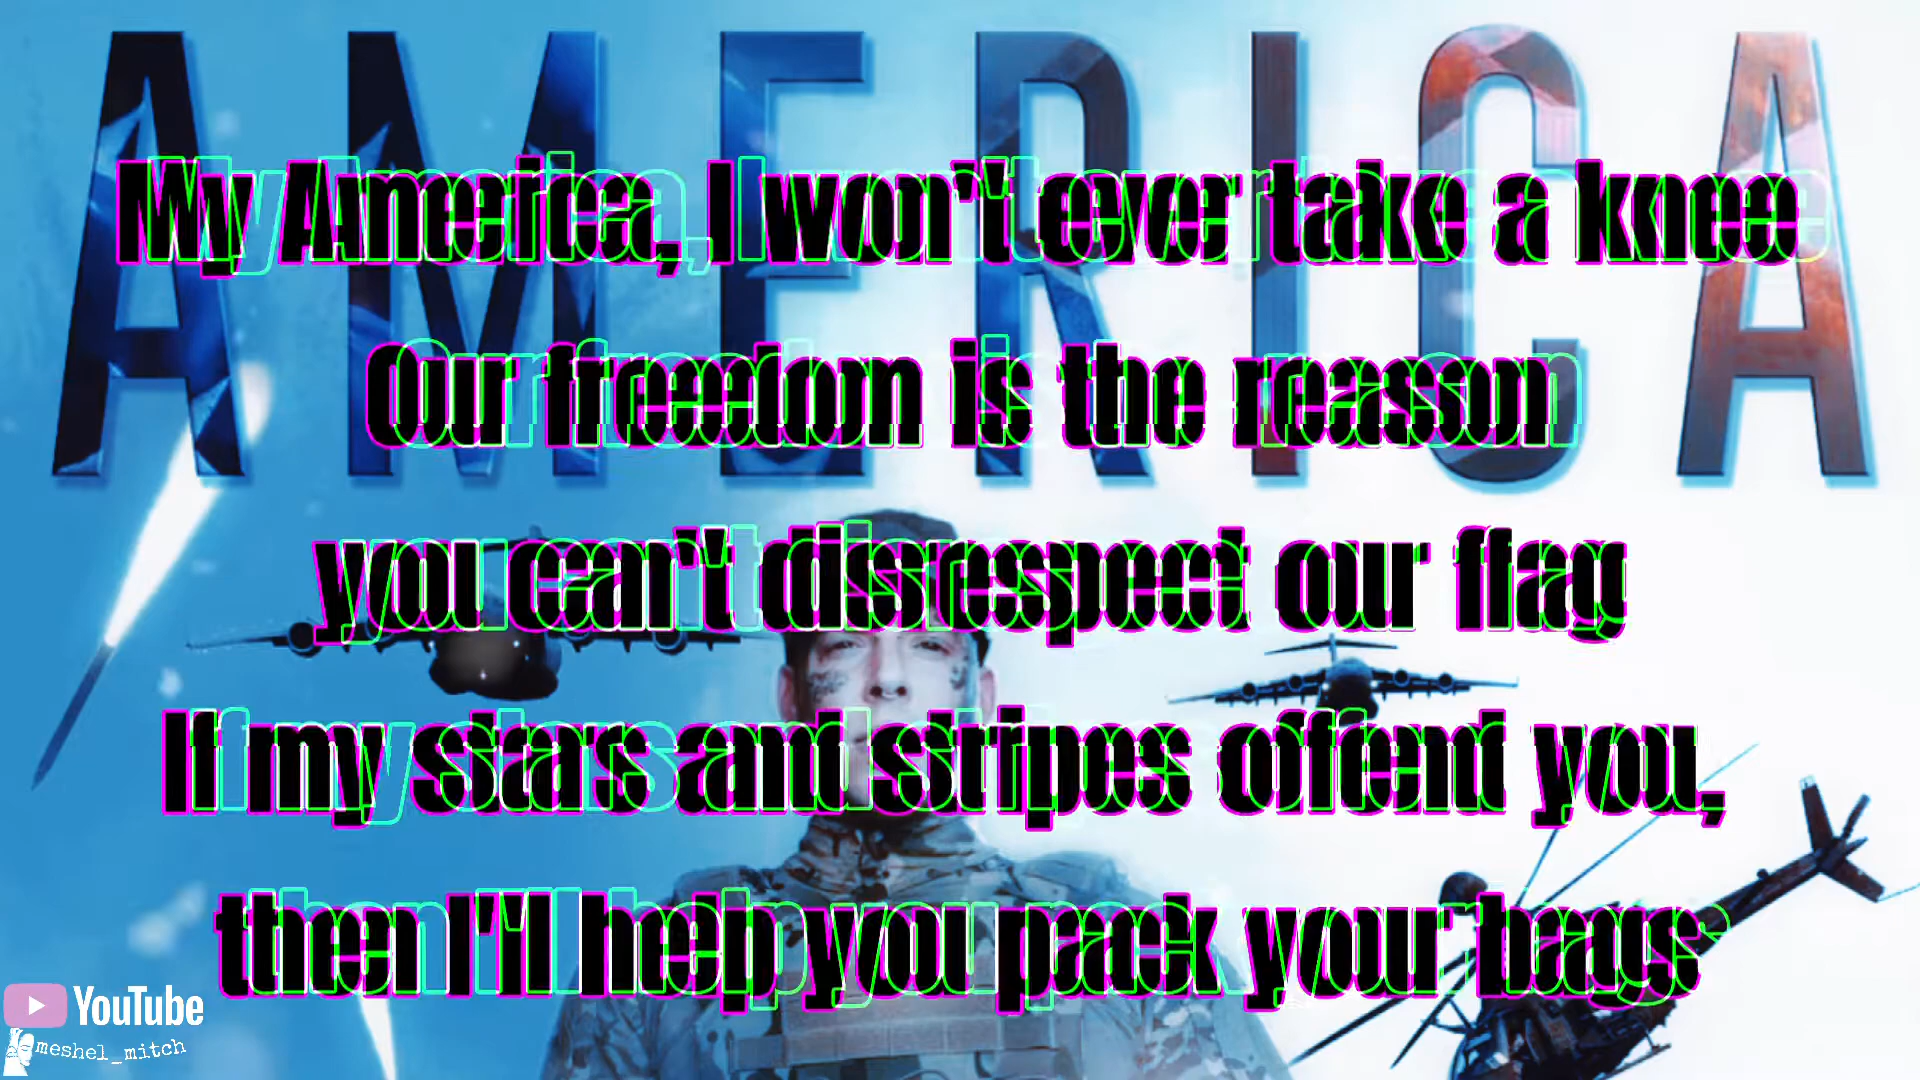 AMERICA
My America, I won't ever take a knee
Our freedom is the reason
you can't disrespect our flag
If my stars and stripes offend you,
then I'll help you pack your bags
YouTube
meshel_mitch